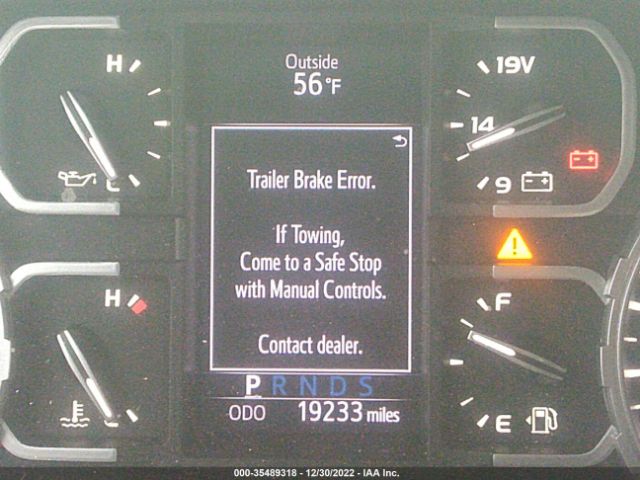 Outside
56°F
H
L
19V
14
9
Trailer Brake Error.
If Towing,
Come to a Safe Stop
with Manual Controls.
Contact dealer.
H
C
F
E
P R N D S
ODO 19233 miles
000-35489318 - 12/30/2022 - IAA Inc.